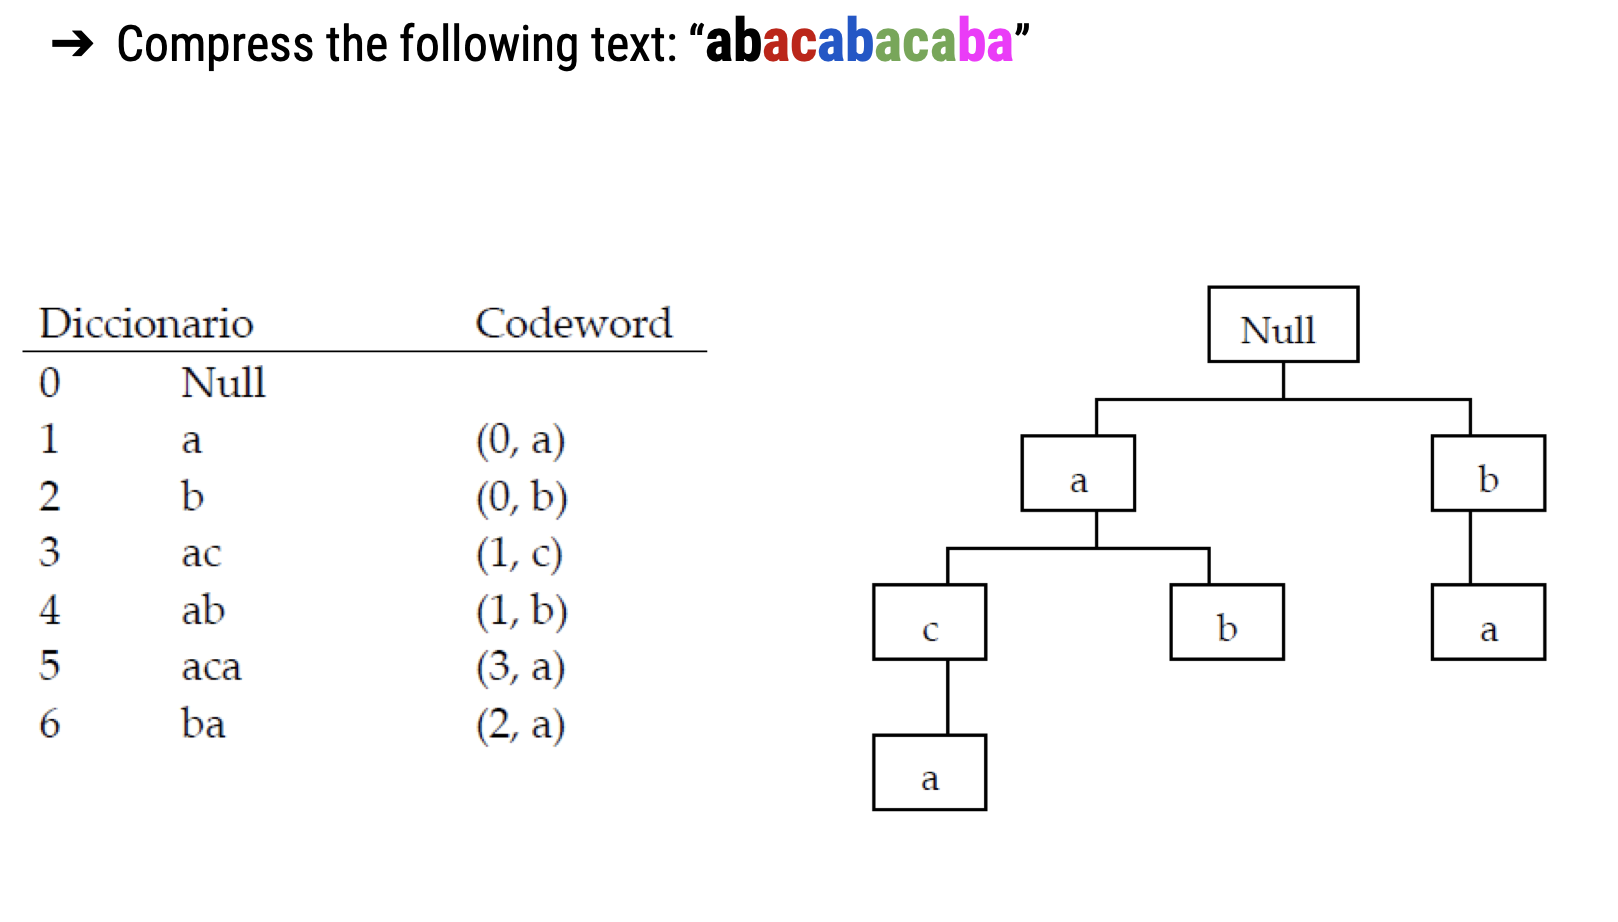 ➔ Compress the following text: “abacabacaba”
Diccionario Codeword
0 Null
1 a (0, a)
2 b (0, b)
3 ac (1, c)
4 ab (1, b)
5 aca (3, a)
6 ba (2, a)
Null
a b
c b a
a